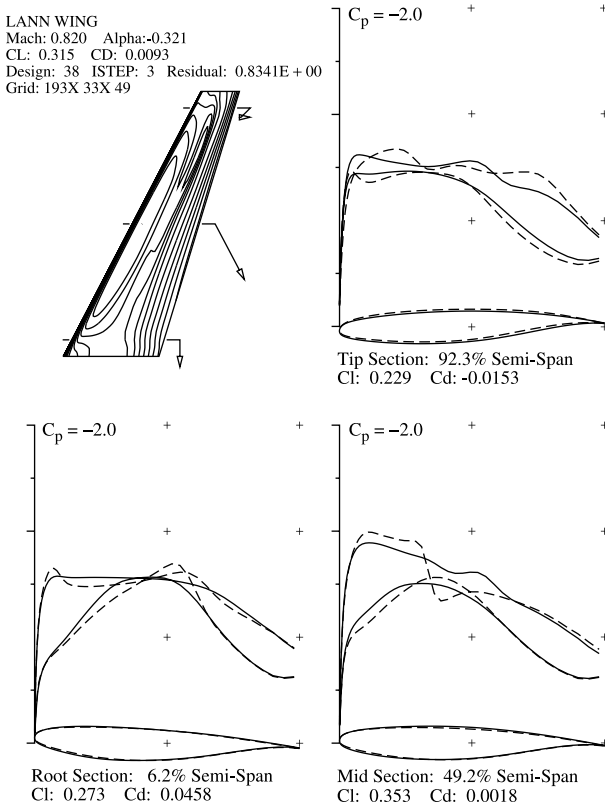 LANN WING
Mach: 0.820 Alpha:-0.321
CL: 0.315 CD: 0.0093
Design: 38 ISTEP: 3 Residual: 0.8341E + 00
Grid: 193X 33X 49
Cp = −2.0
Tip Section: 92.3% Semi-Span
Cl: 0.229 Cd: -0.0153
Cp = −2.0
Root Section: 6.2% Semi-Span
Cl: 0.273 Cd: 0.0458
Cp = −2.0
Mid Section: 49.2% Semi-Span
Cl: 0.353 Cd: 0.0018